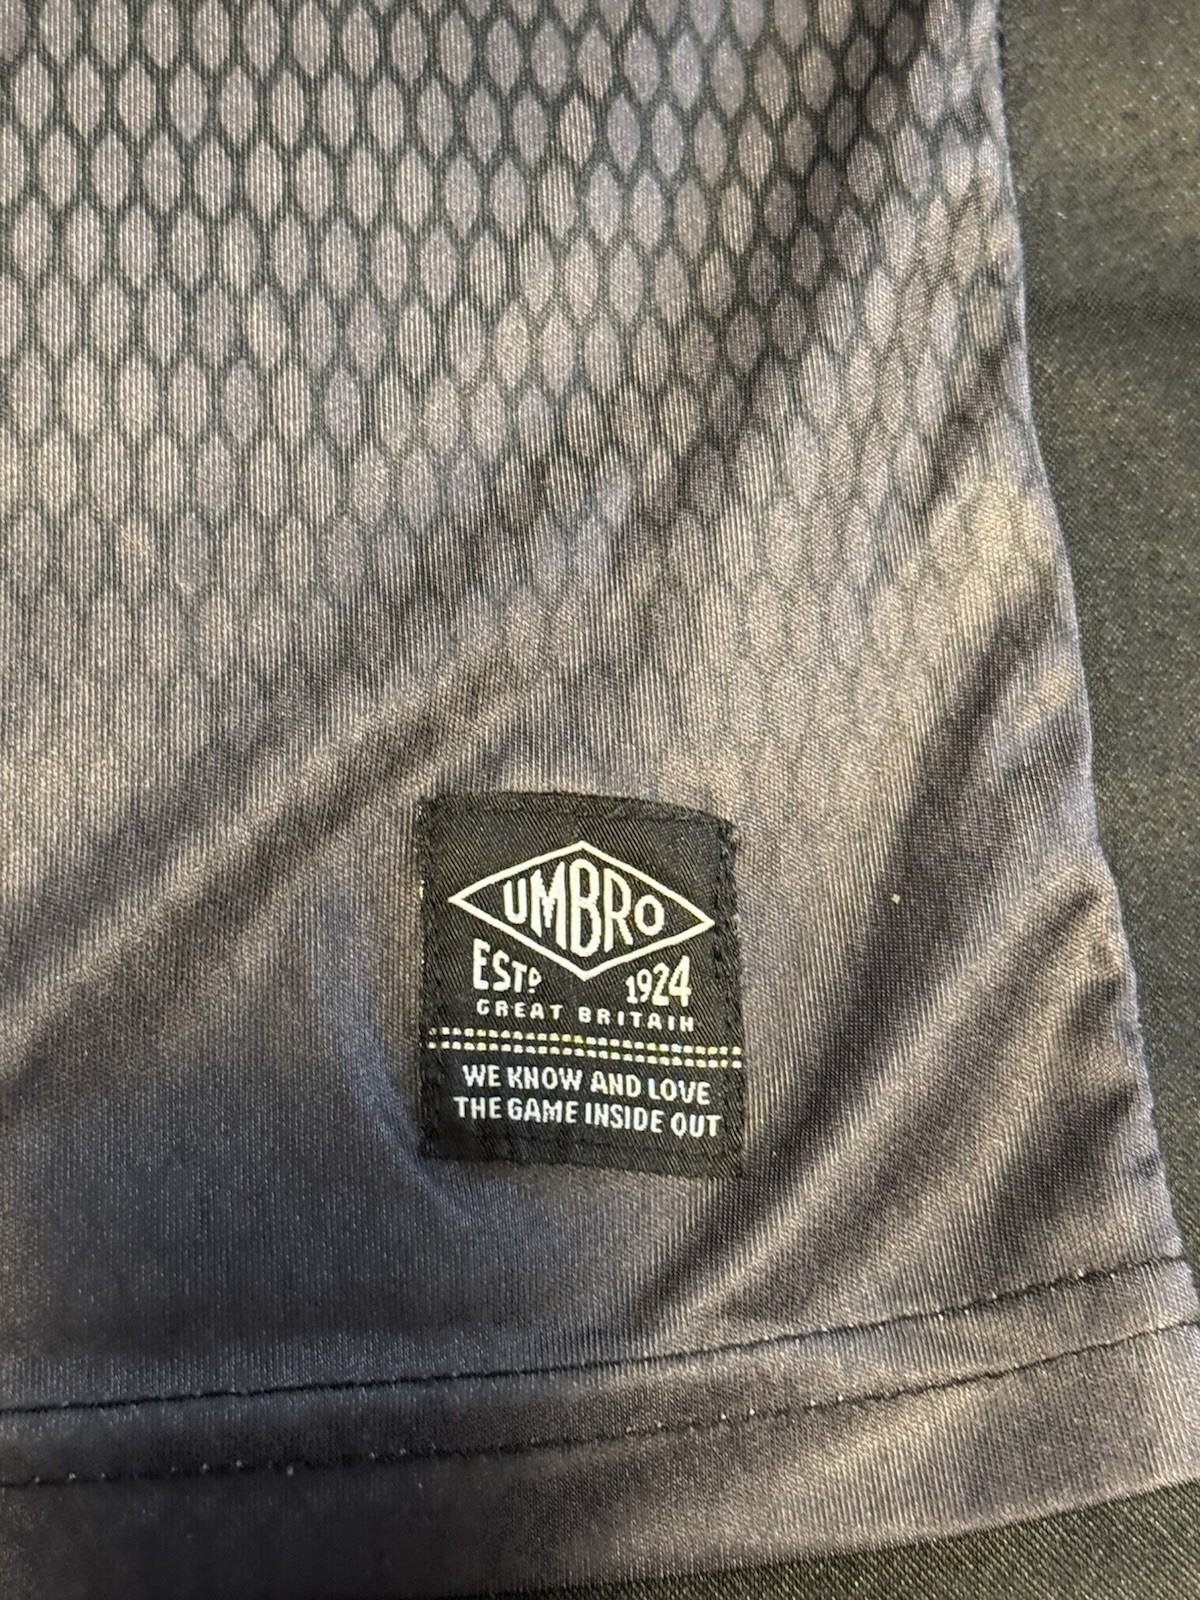 UMBRO
ESTD 1924
GREAT BRITAIN
WE KNOW AND LOVE
THE GAME INSIDE OUT